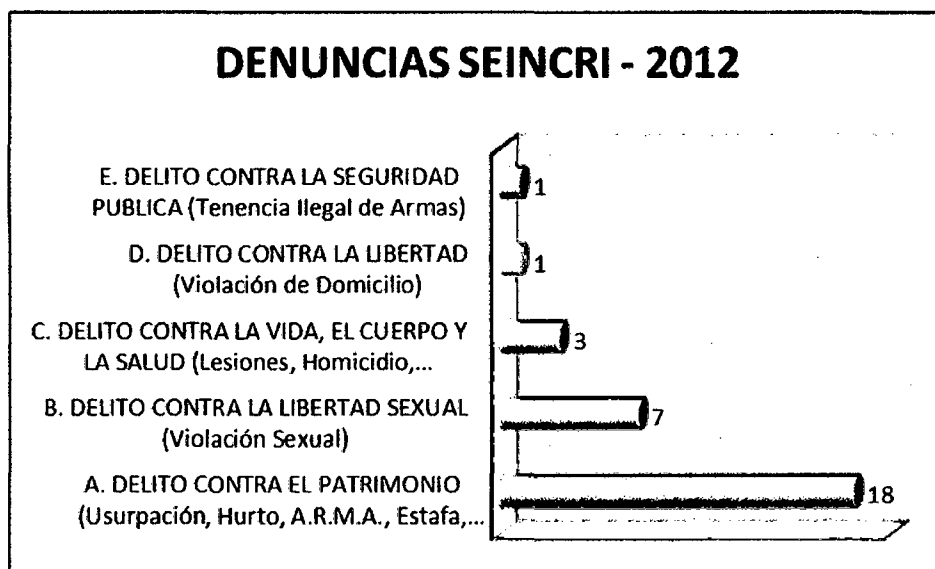 DENUNCIAS SEINCRI - 2012
E. DELITO CONTRA LA SEGURIDAD
PUBLICA (Tenencia Ilegal de Armas)
1
D. DELITO CONTRA LA LIBERTAD
(Violación de Domicilio)
1
C. DELITO CONTRA LA VIDA, EL CUERPO Y
LA SALUD (Lesiones, Homicidio,...
3
B. DELITO CONTRA LA LIBERTAD SEXUAL
(Violación Sexual)
7
A. DELITO CONTRA EL PATRIMONIO
(Usurpación, Hurto, A.R.M.A., Estafa,...
18